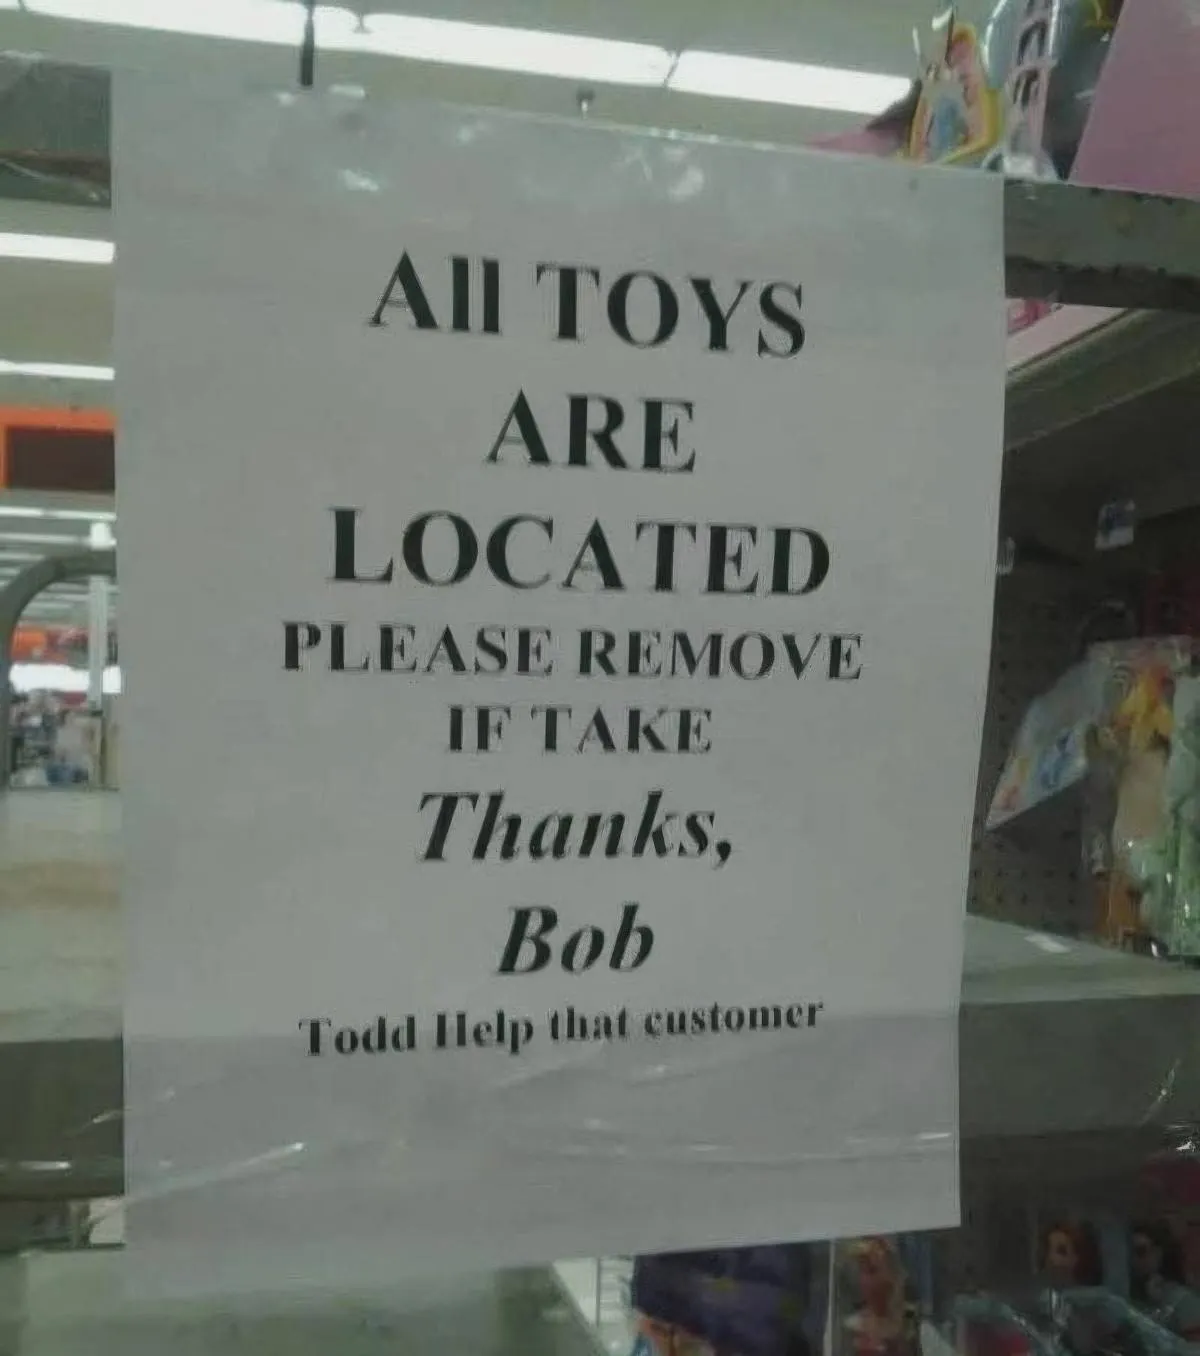 All TOYS
ARE
LOCATED
PLEASE REMOVE
IF TAKE
Thanks,
Bob
Todd Help that customer